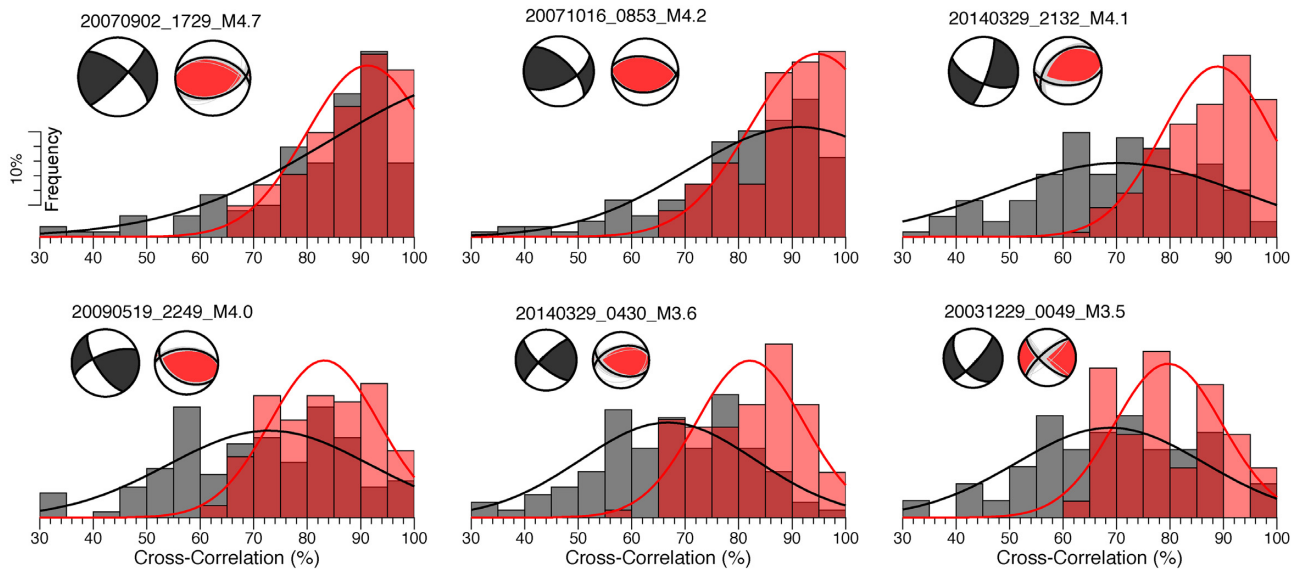 20070902_1729_M4.7
20071016_0853_M4.2
20140329_2132_M4.1
10%
Frequency
30 40 50 60 70 80 90 100
30 40 50 60 70 80 90 100
30 40 50 60 70 80 90 100
20090519_2249_M4.0
20140329_0430_M3.6
20031229_0049_M3.5
30 40 50 60 70 80 90 100
30 40 50 60 70 80 90 100
30 40 50 60 70 80 90 100
Cross-Correlation (%)
Cross-Correlation (%)
Cross-Correlation (%)